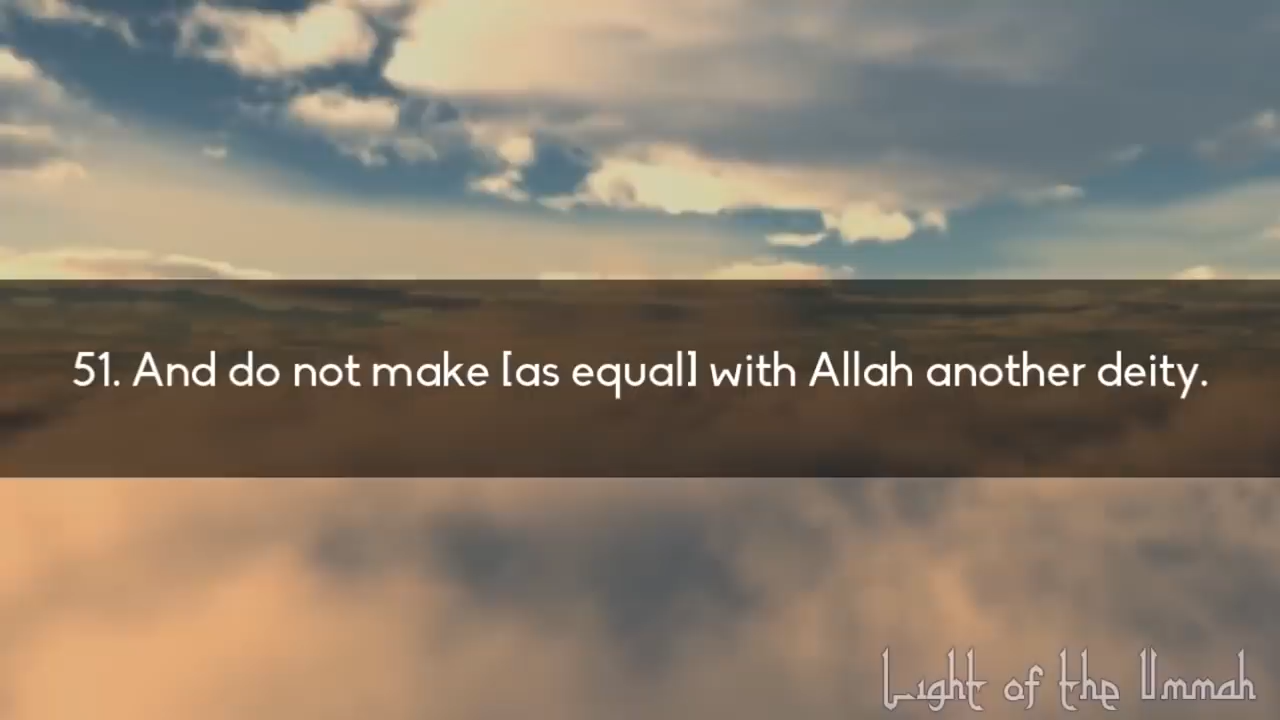 51. And do not make [as equal] with Allah another deity.
Light of the Ummah